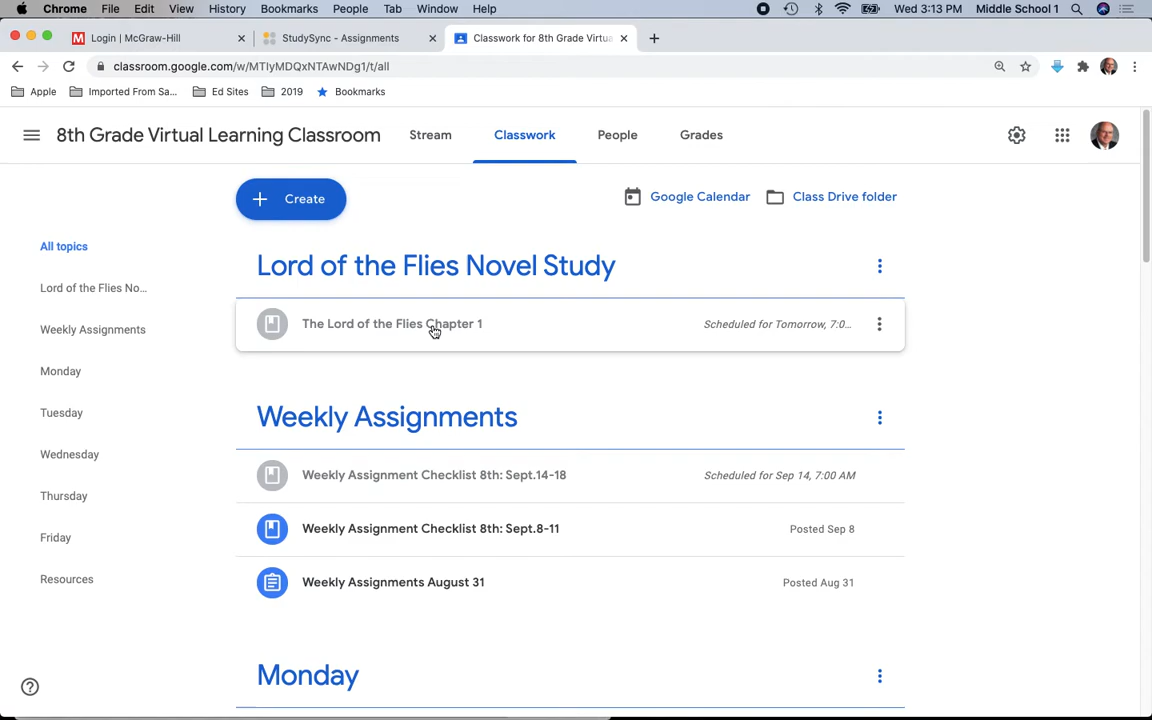 Chrome File Edit View History Bookmarks People Tab Window Help Wed 3:13 PM Middle School 1
M Login | McGraw-Hill StudySync - Assignments Classwork for 8th Grade Virtua
classroom.google.com/w/MTIyMDQxNTAwNDg1/t/all
Apple Imported From Sa... Ed Sites 2019 Bookmarks
8th Grade Virtual Learning Classroom Stream Classwork People Grades
Create Google Calendar Class Drive folder
All topics
Lord of the Flies No...
Weekly Assignments
Monday
Tuesday
Wednesday
Thursday
Friday
Resources
Lord of the Flies Novel Study
The Lord of the Flies Chapter 1 Scheduled for Tomorrow, 7:0...
Weekly Assignments
Weekly Assignment Checklist 8th: Sept.14-18 Scheduled for Sep 14, 7:00 AM
Weekly Assignment Checklist 8th: Sept.8-11 Posted Sep 8
Weekly Assignments August 31 Posted Aug 31
Monday